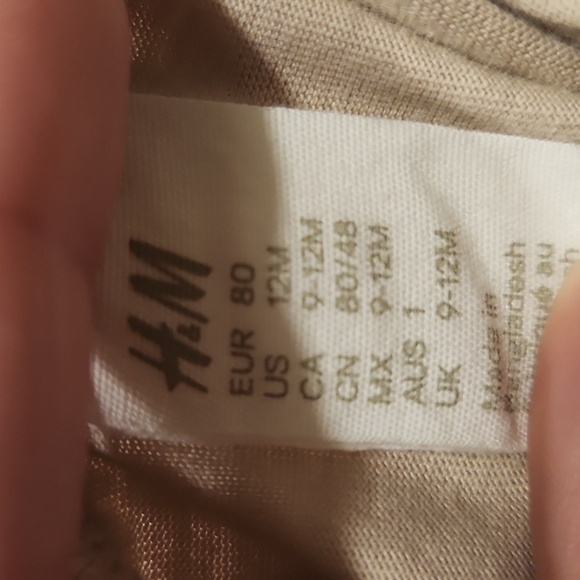 H&M
EUR 80
US 12M
CA 9-12M
CN 80/48
MX 9-12M
AUS 1
UK 9-12M
Made in
Bangladesh
au